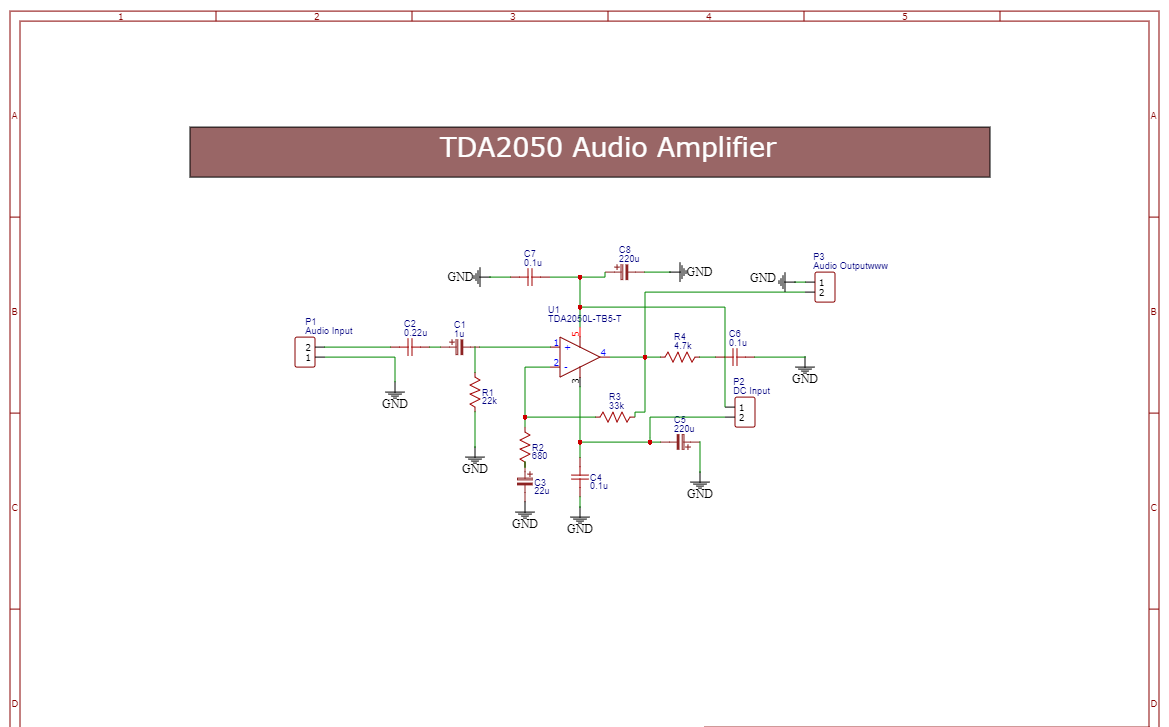 1 2 3 4 5
A A
TDA2050 Audio Amplifier
C7
0.1u
C8
220u
GND
GND
P3
Audio Outputwww
GND
1
2
B B
U1
TDA2050L-TB5-T
P1
Audio Input
2
1
C2
0.22u
C1
1u
1
+
2
-
5
4
3
R4
4.7k
C6
0.1u
GND
GND
R1
22k
R3
33k
P2
DC Input
1
2
C5
220u
R2
680
GND
C3
22u
C4
0.1u
GND
GND
GND
C C
D D